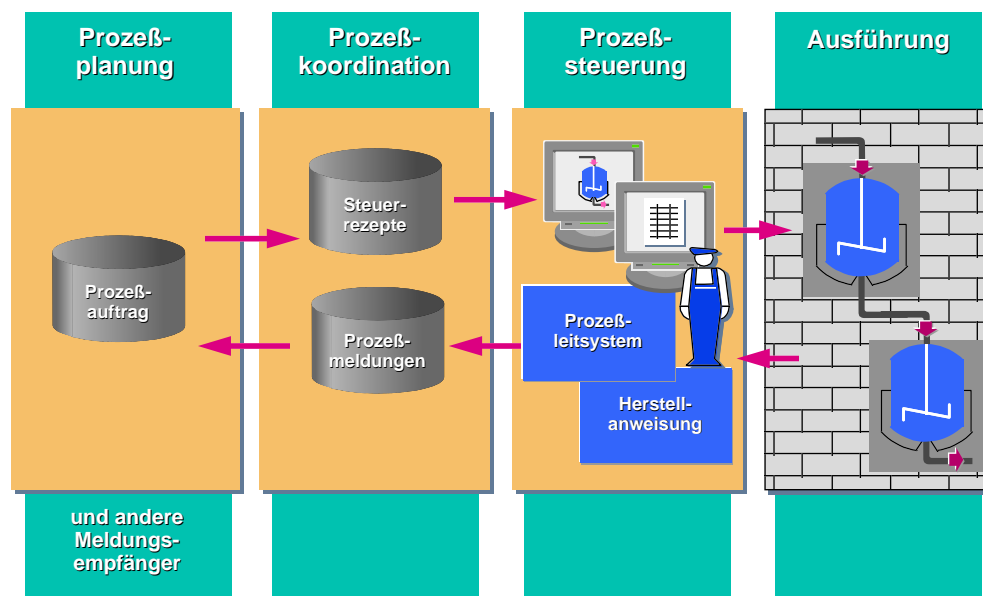 Prozeß-
planung
Prozeß-
koordination
Prozeß-
steuerung
Ausführung
Prozeß-
auftrag
Steuer-
rezepte
Prozeß-
meldungen
Prozeß-
leitsystem
Herstell-
anweisung
und andere
Meldungs-
empfänger